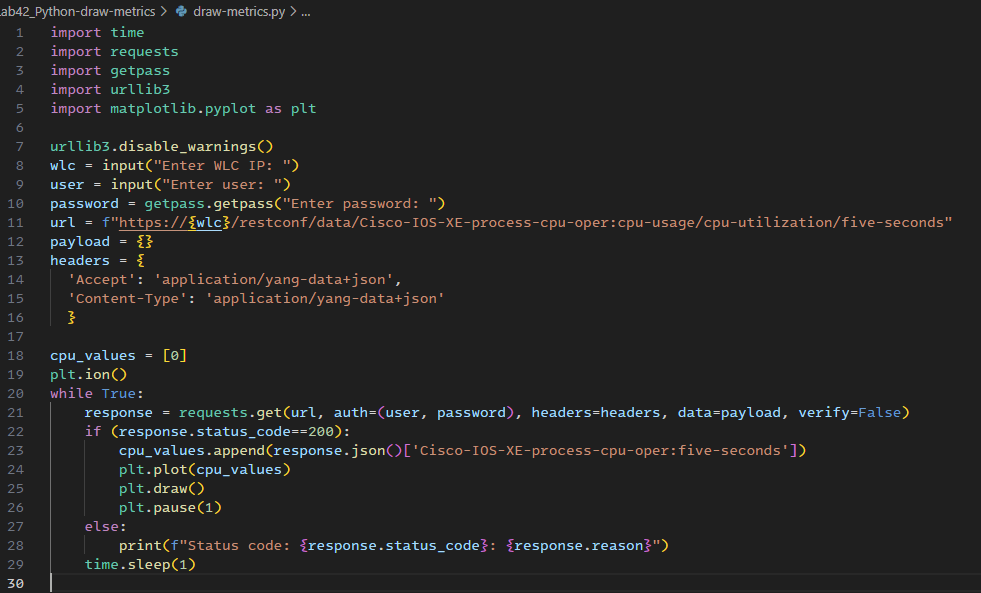 ab42_Python-draw-metrics > draw-metrics.py > ...
1 import time
2 import requests
3 import getpass
4 import urllib3
5 import matplotlib.pyplot as plt
6
7 urllib3.disable_warnings()
8 wlc = input("Enter WLC IP: ")
9 user = input("Enter user: ")
10 password = getpass.getpass("Enter password: ")
11 url = f"https://{wlc}/restconf/data/Cisco-IOS-XE-process-cpu-oper:cpu-usage/cpu-utilization/five-seconds"
12 payload = {}
13 headers = {
14   'Accept': 'application/yang-data+json',
15   'Content-Type': 'application/yang-data+json'
16   }
17
18 cpu_values = [0]
19 plt.ion()
20 while True:
21     response = requests.get(url, auth=(user, password), headers=headers, data=payload, verify=False)
22     if (response.status_code==200):
23         cpu_values.append(response.json()['Cisco-IOS-XE-process-cpu-oper:five-seconds'])
24         plt.plot(cpu_values)
25         plt.draw()
26         plt.pause(1)
27     else:
28         print(f"Status code: {response.status_code}: {response.reason}")
29     time.sleep(1)
30